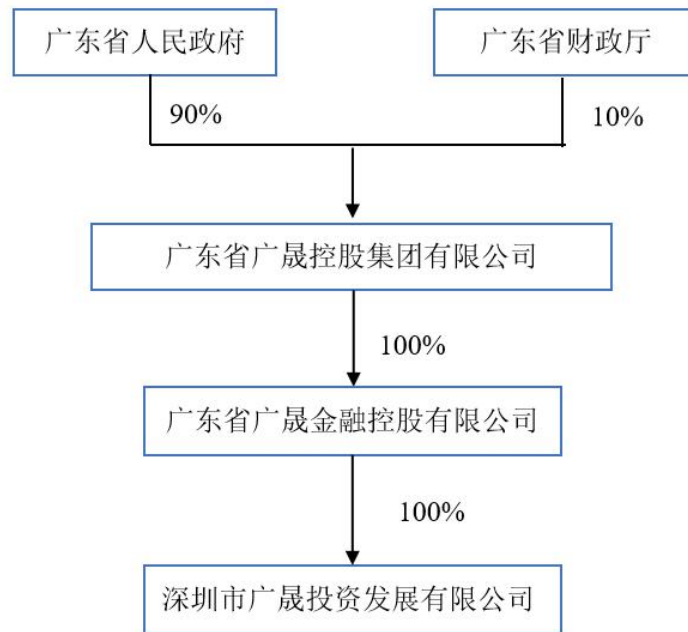 广东省人民政府
广东省财政厅
90%
10%
广东省广晟控股集团有限公司
100%
广东省广晟金融控股有限公司
100%
深圳市广晟投资发展有限公司